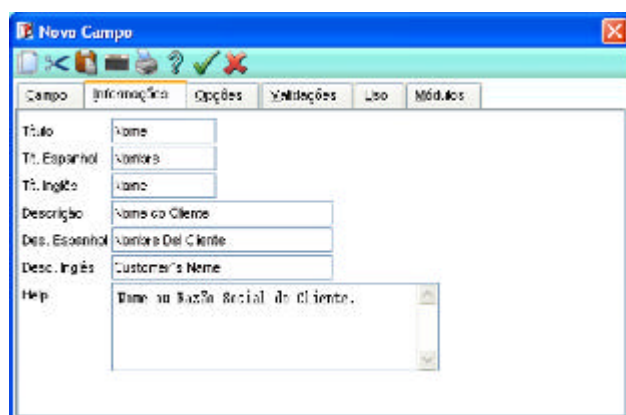 Novo Campo
Campo Informações Opções Validações Uso Módulos
Título Nome
Tít. Espanhol Nombre
Tít. Inglês Name
Descrição Nome do Cliente
Des. Espanhol Nombre Del Cliente
Desc. Inglês Customer's Name
Help Nome ou Razão Social do Cliente.